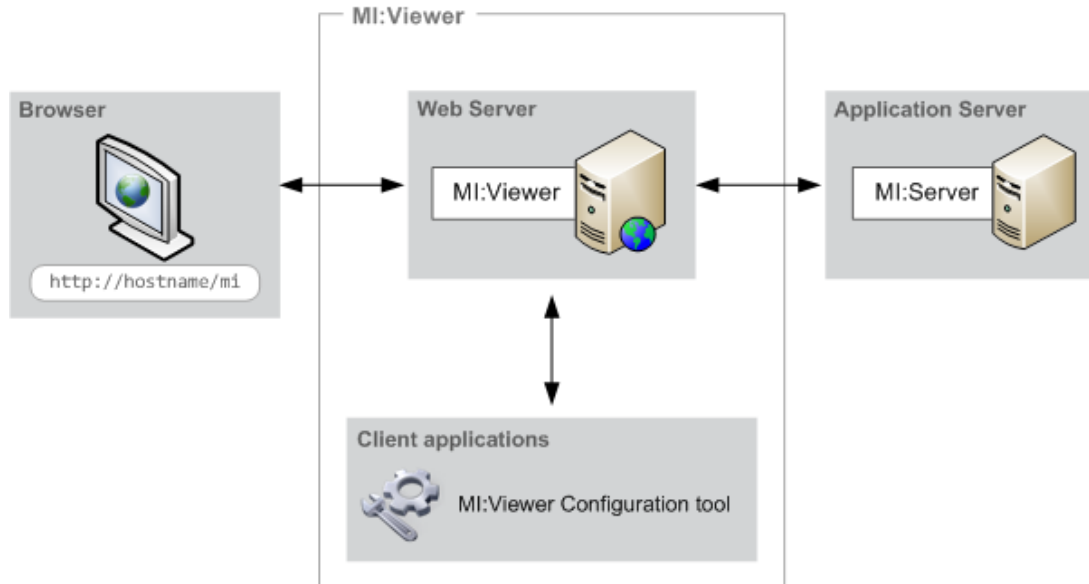 MI:Viewer
Browser
http://hostname/mi
Web Server
MI:Viewer
Application Server
MI:Server
Client applications
MI:Viewer Configuration tool